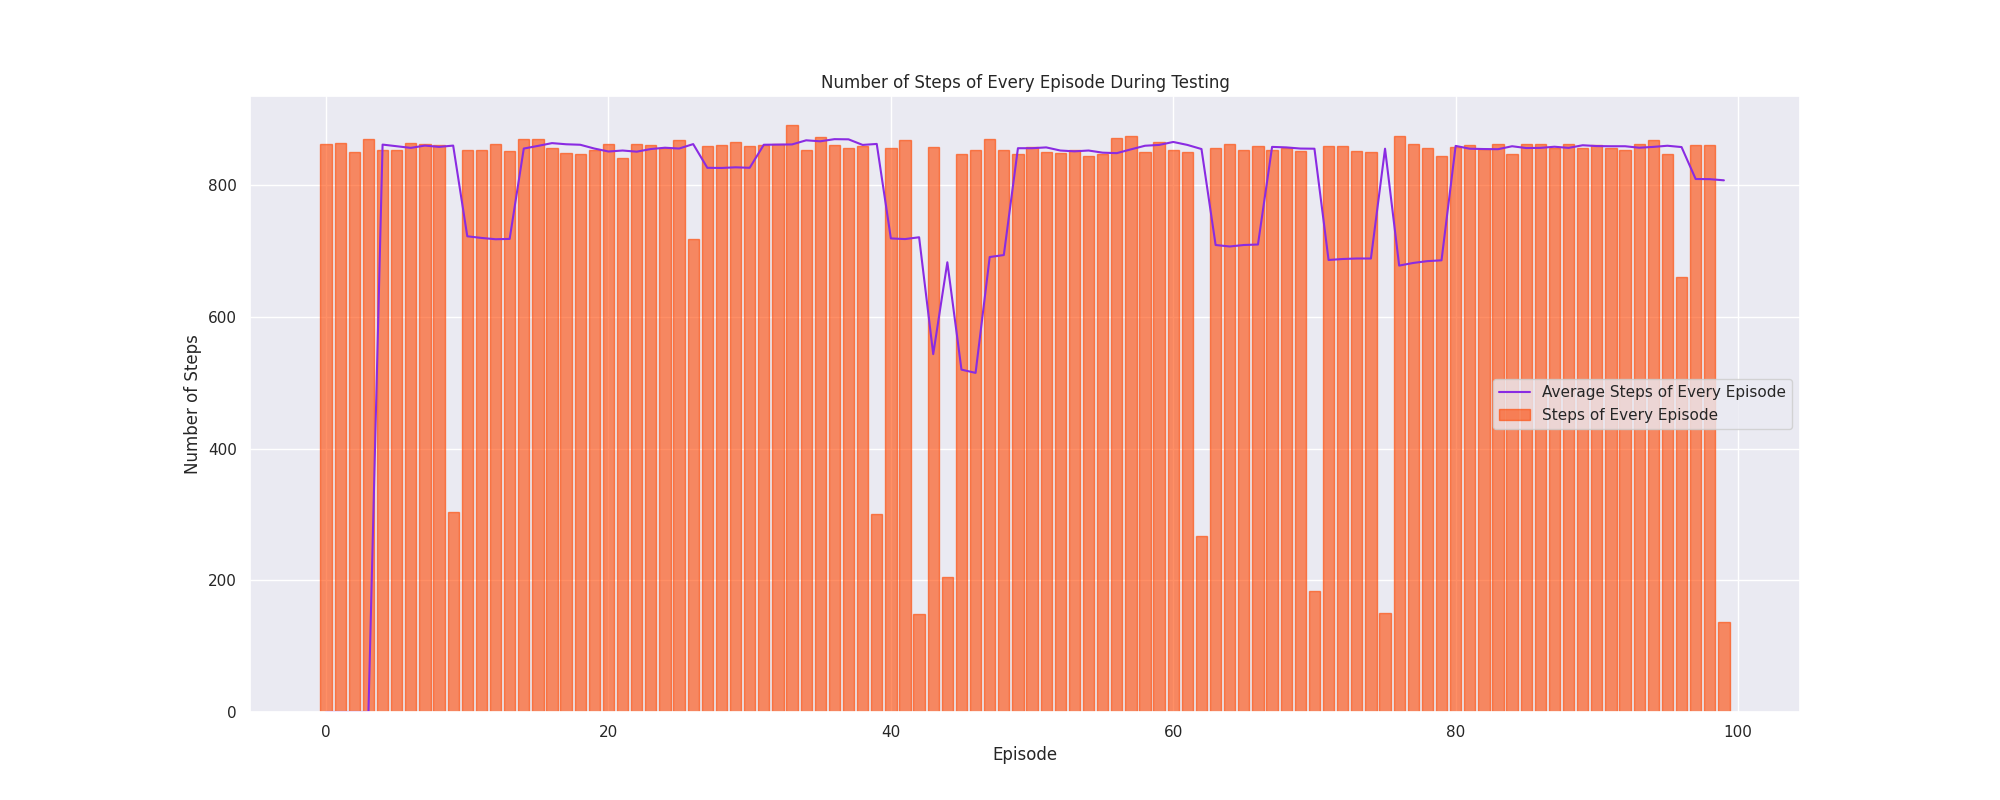 Number of Steps of Every Episode During Testing
Number of Steps
800
600
400
200
0
Average Steps of Every Episode
Steps of Every Episode
0 20 40 60 80 100
Episode